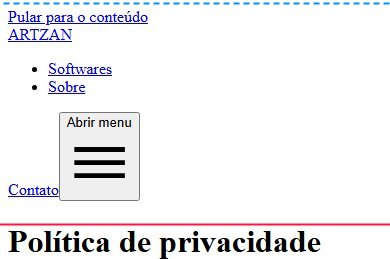 Pular para o conteúdo
ARTZAN
Softwares
Sobre
Abrir menu
Contato
Política de privacidade